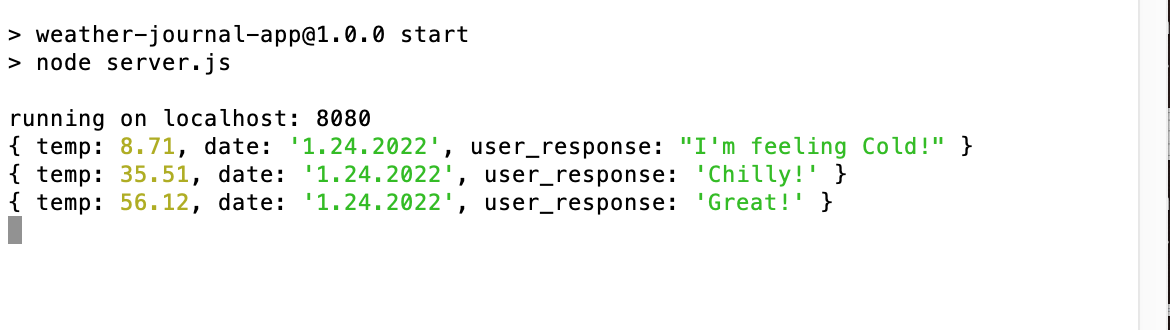 > weather-journal-app@1.0.0 start
> node server.js
running on localhost: 8080
{ temp: 8.71, date: '1.24.2022', user_response: "I'm feeling Cold!" }
{ temp: 35.51, date: '1.24.2022', user_response: 'Chilly!' }
{ temp: 56.12, date: '1.24.2022', user_response: 'Great!' }